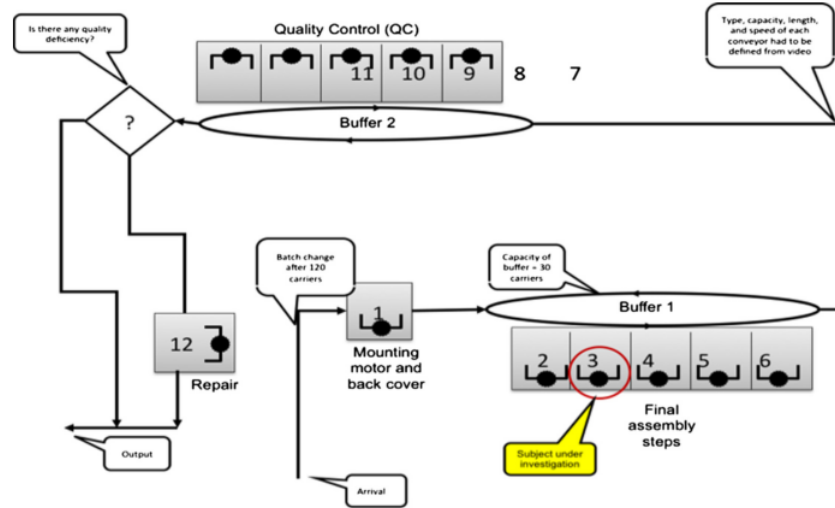 Is there any quality
deficiency?
Quality Control (QC)
Type, capacity, length,
and speed of each
conveyor had to be
defined from video
11 10 9 8 7
?
Buffer 2
Batch change
after 120
carriers
Capacity of
buffer = 30
carriers
1
Buffer 1
12
Mounting
motor and
back cover
2 3 4 5 6
Repair
Final
assembly
steps
Output
Subject under
investigation
Arrival